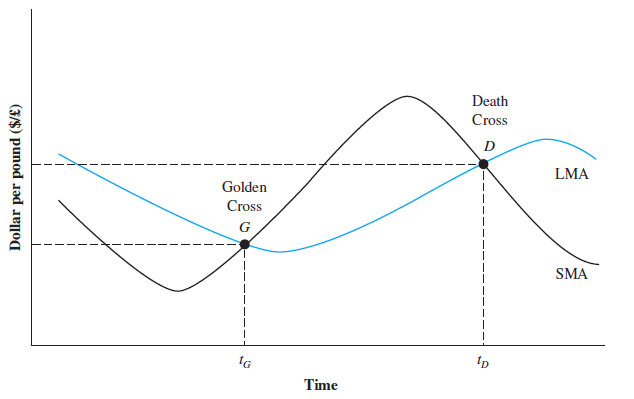 Dollar per pound ($/£)
Death
Cross
D
LMA
Golden
Cross
G
SMA
tG
tD
Time